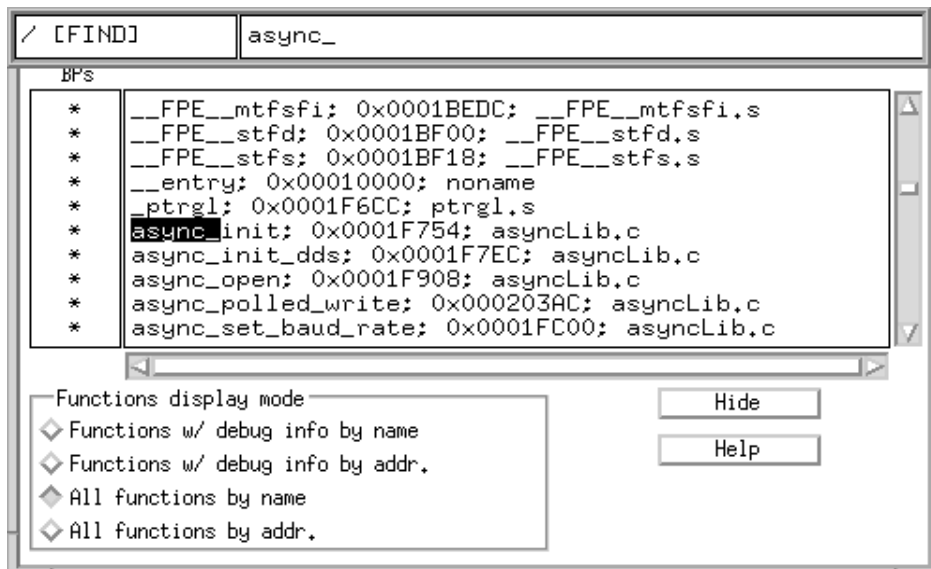 / [FIND] async_
BPs
* __FPE__mtfsfi; 0x0001BEDC; __FPE__mtfsfi.s
* __FPE__stfd; 0x0001BF00; __FPE__stfd.s
* __FPE__stfs; 0x0001BF18; __FPE__stfs.s
* __entry; 0x00010000; noname
* _ptrgl; 0x0001F6CC; ptrgl.s
* async_init; 0x0001F754; asyncLib.c
* async_init_dds; 0x0001F7EC; asyncLib.c
* async_open; 0x0001F908; asyncLib.c
* async_polled_write; 0x000203AC; asyncLib.c
* async_set_baud_rate; 0x0001FC00; asyncLib.c
Functions display mode
Functions w/ debug info by name
Functions w/ debug info by addr.
All functions by name
All functions by addr.
Hide
Help